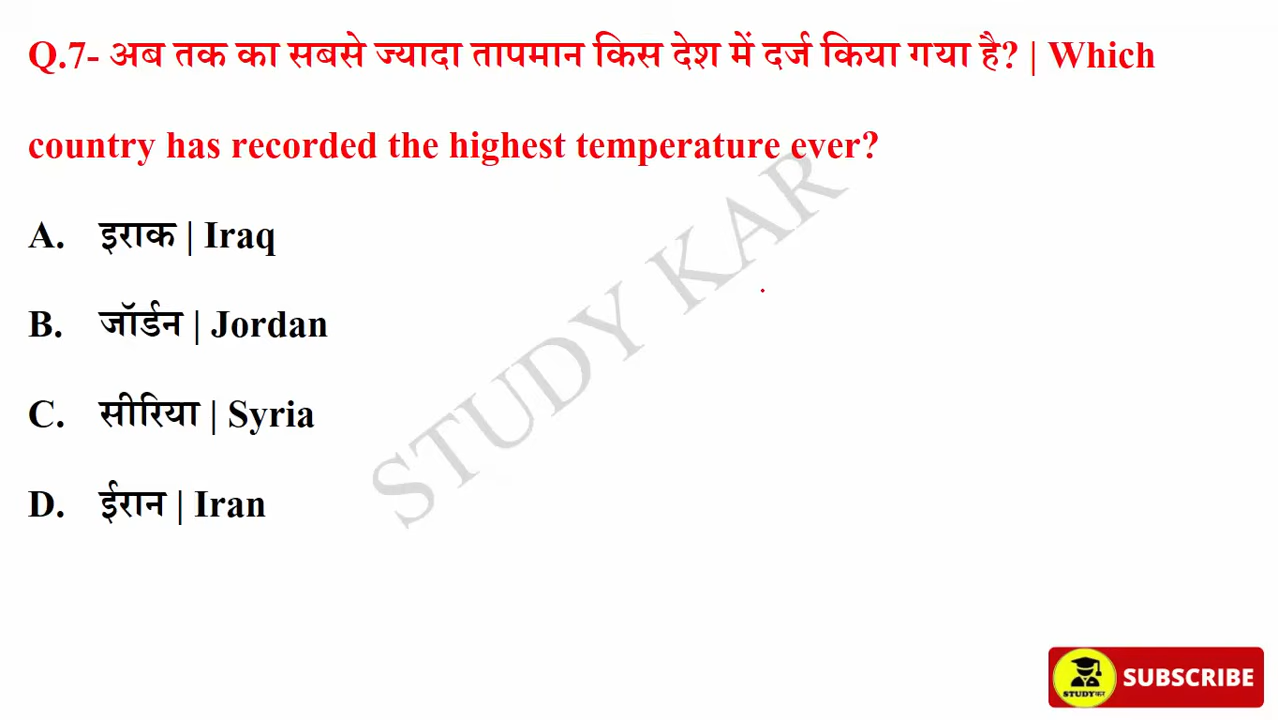 Q.7- अब तक का सबसे ज्यादा तापमान किस देश में दर्ज किया गया है? | Which
country has recorded the highest temperature ever?
A. इराक | Iraq
B. जॉर्डन | Jordan
C. सीरिया | Syria
D. ईरान | Iran
STUDY KAR
STUDYकर
SUBSCRIBE